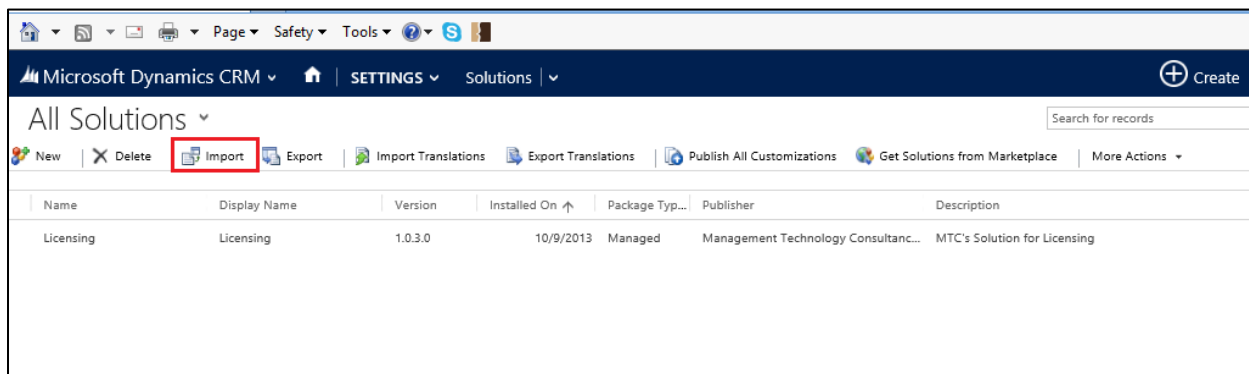 Page Safety Tools
Microsoft Dynamics CRM SETTINGS Solutions Create
All Solutions
Search for records
New Delete Import Export Import Translations Export Translations Publish All Customizations Get Solutions from Marketplace More Actions
Name Display Name Version Installed On Package Typ... Publisher Description
Licensing Licensing 1.0.3.0 10/9/2013 Managed Management Technology Consultanc... MTC's Solution for Licensing